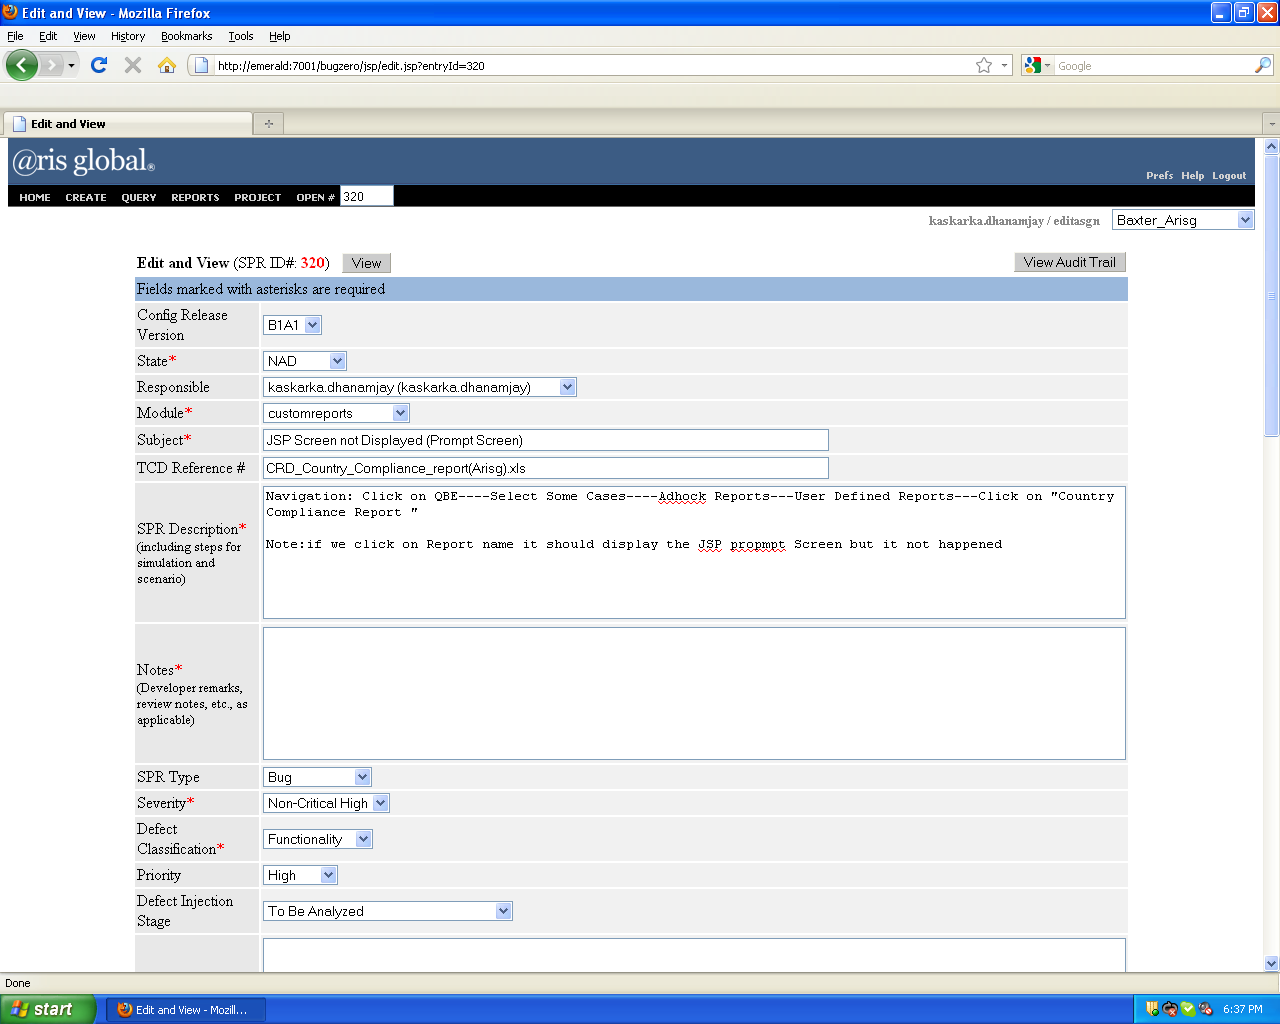 Edit and View - Mozilla Firefox
File Edit View History Bookmarks Tools Help
http://emerald:7001/bugzero/jsp/edit.jsp?entryId=320
Google
Edit and View
@ris global®
Prefs Help Logout
HOME CREATE QUERY REPORTS PROJECT OPEN # 320
kaskarka.dhanamjay / editasgn Baxter_Arisg
Edit and View (SPR ID#: 320) View View Audit Trail
Fields marked with asterisks are required
Config Release
Version
B1A1
State* NAD
Responsible kaskarka.dhanamjay (kaskarka.dhanamjay)
Module* customreports
Subject* JSP Screen not Displayed (Prompt Screen)
TCD Reference # CRD_Country_Compliance_report(Arisg).xls
SPR Description*
(including steps for
simulation and
scenario)
Navigation: Click on QBE----Select Some Cases----Adhock Reports---User Defined Reports---Click on "Country
Compliance Report "
Note:if we click on Report name it should display the JSP propmpt Screen but it not happened
Notes*
(Developer remarks,
review notes, etc., as
applicable)
SPR Type Bug
Severity* Non-Critical High
Defect
Classification*
Functionality
Priority High
Defect Injection
Stage
To Be Analyzed
Done
start Edit and View - Mozill... 6:37 PM